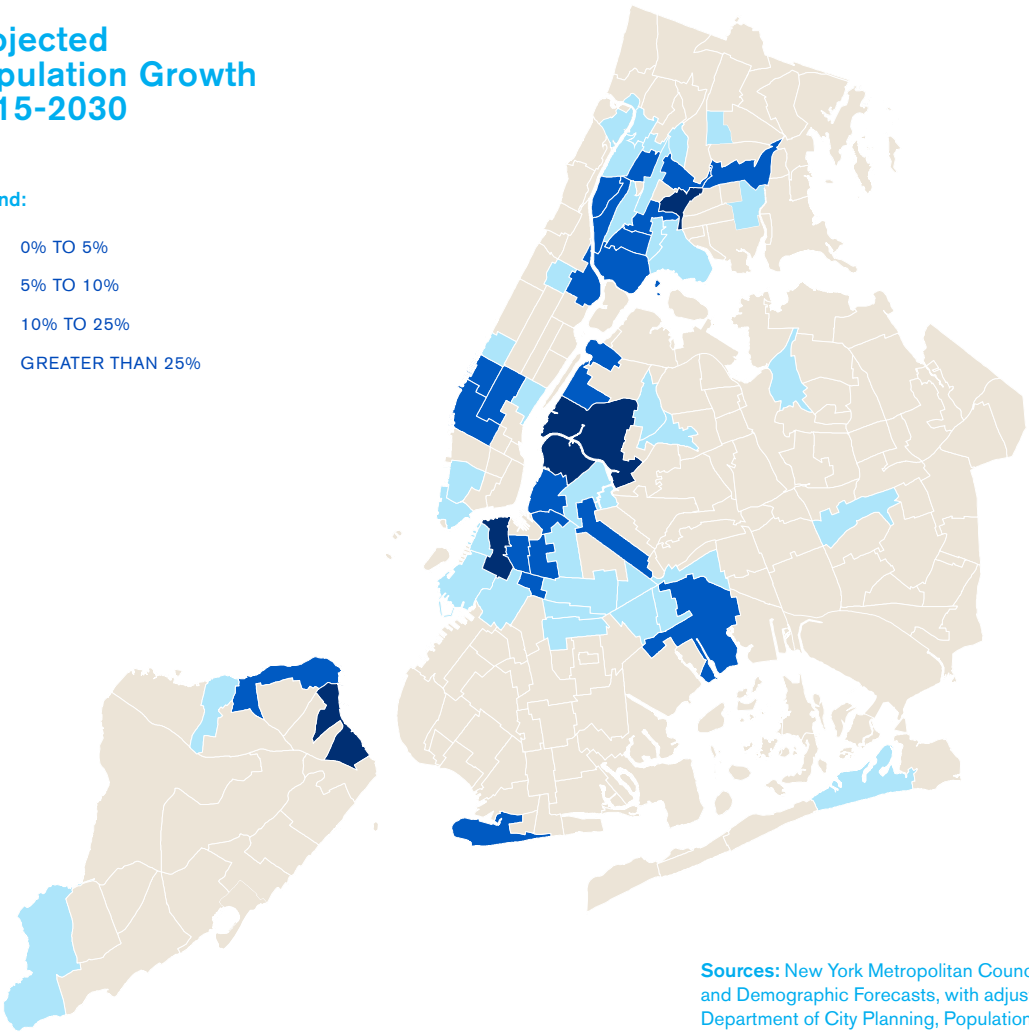 ojected
pulation Growth
15-2030
nd:
0% TO 5%
5% TO 10%
10% TO 25%
GREATER THAN 25%
Sources: New York Metropolitan Counc
and Demographic Forecasts, with adjus
Department of City Planning, Population